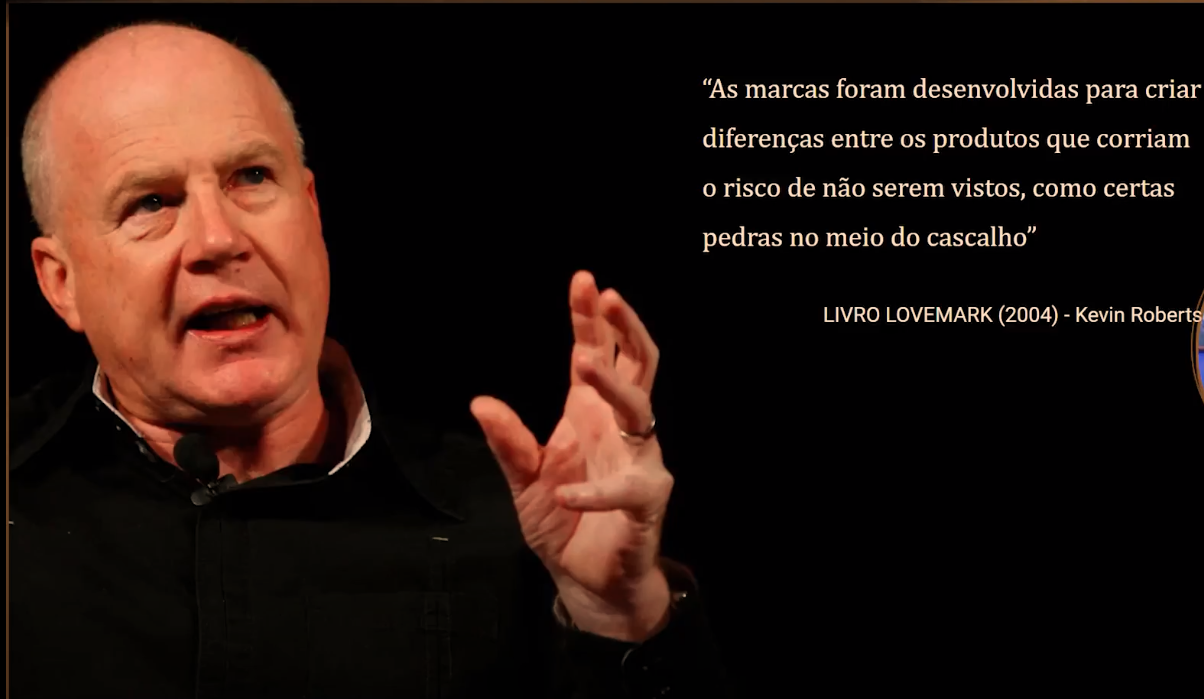 “As marcas foram desenvolvidas para criar
diferenças entre os produtos que corriam
o risco de não serem vistos, como certas
pedras no meio do cascalho”
LIVRO LOVEMARK (2004) - Kevin Roberts